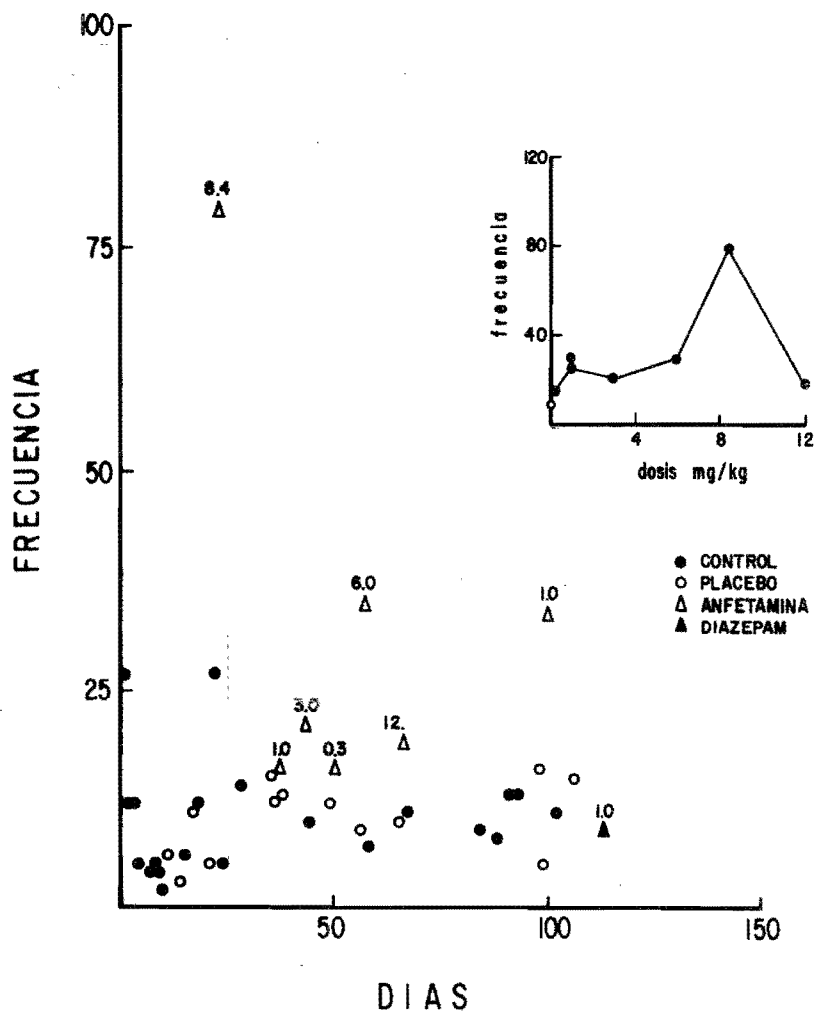 100
8.4
75
FRECUENCIA
50
25
6.0
1.0
3.0
12.
1.0
0.3
1.0
50
100
150
DIAS
120
80
40
frecuencia
4
8
12
dosis mg/kg
CONTROL
PLACEBO
ANFETAMINA
DIAZEPAM